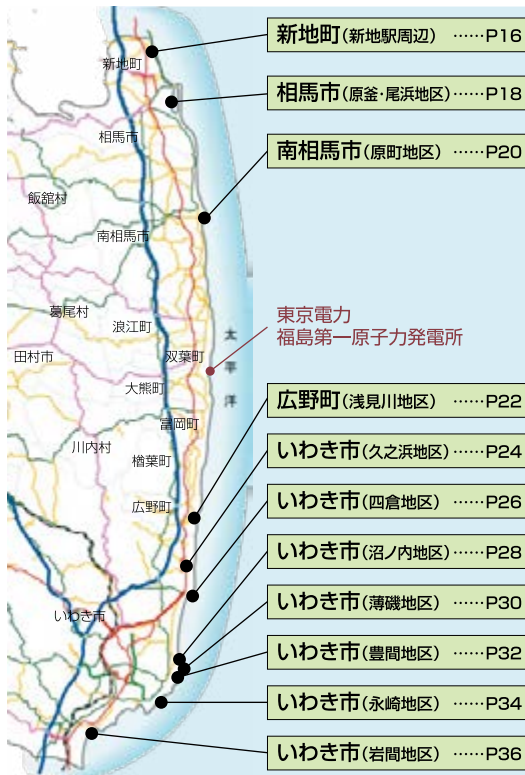 新地町(新地駅周辺) ……P16
相馬市(原釜・尾浜地区)……P18
南相馬市(原町地区)……P20
東京電力
福島第一原子力発電所
広野町(浅見川地区) ……P22
いわき市(久之浜地区)……P24
いわき市(四倉地区)……P26
いわき市(沼ノ内地区)……P28
いわき市(薄磯地区)……P30
いわき市(豊間地区) ……P32
いわき市(永崎地区)……P34
いわき市(岩間地区)……P36
新地町
相馬市
飯舘村
南相馬市
葛尾村
浪江町
田村市
双葉町
大熊町
富岡町
川内村
楢葉町
広野町
いわき市
太平洋